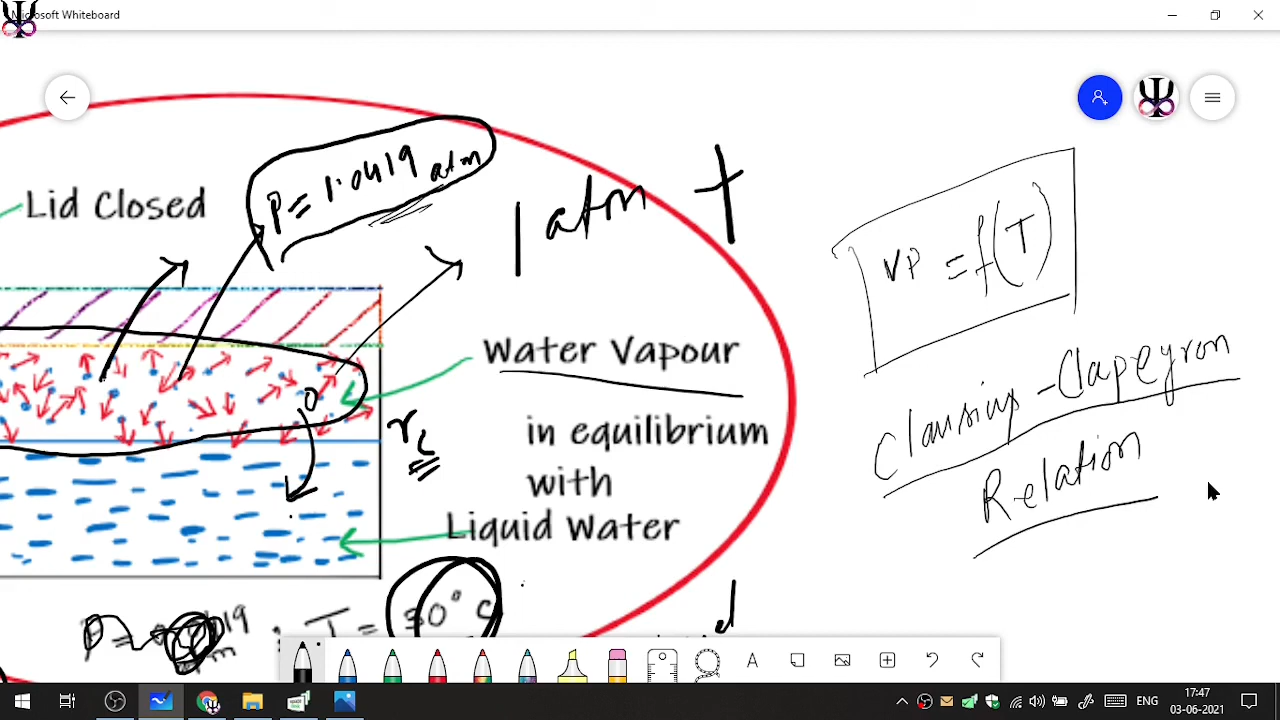 Microsoft Whiteboard
Lid Closed
P = 1.0419 atm
1 atm +
VP = f(T)
Water Vapour
in equilibrium
with
Liquid Water
rc
Clausius-Clapeyron
Relation
T = 30°C
ENG
17:47
03-06-2021